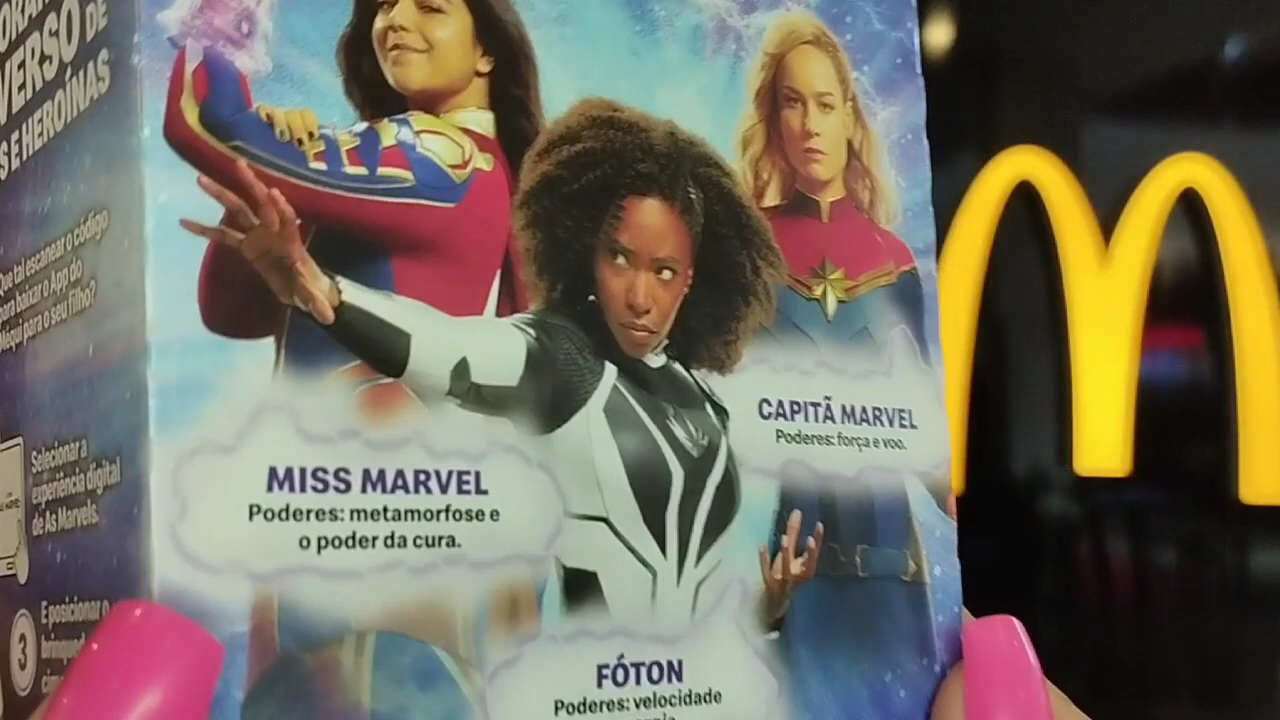 VERSO DE
S E HEROÍNAS
Que tal escanear o código
para baixar o App do
Méqui para o seu filho?
Selecionar a
experiência digital
de As Marvels.
3
E posicionar o
MISS MARVEL
Poderes: metamorfose e
o poder da cura.
CAPITÃ MARVEL
Poderes: força e voo.
FÓTON
Poderes: velocidade